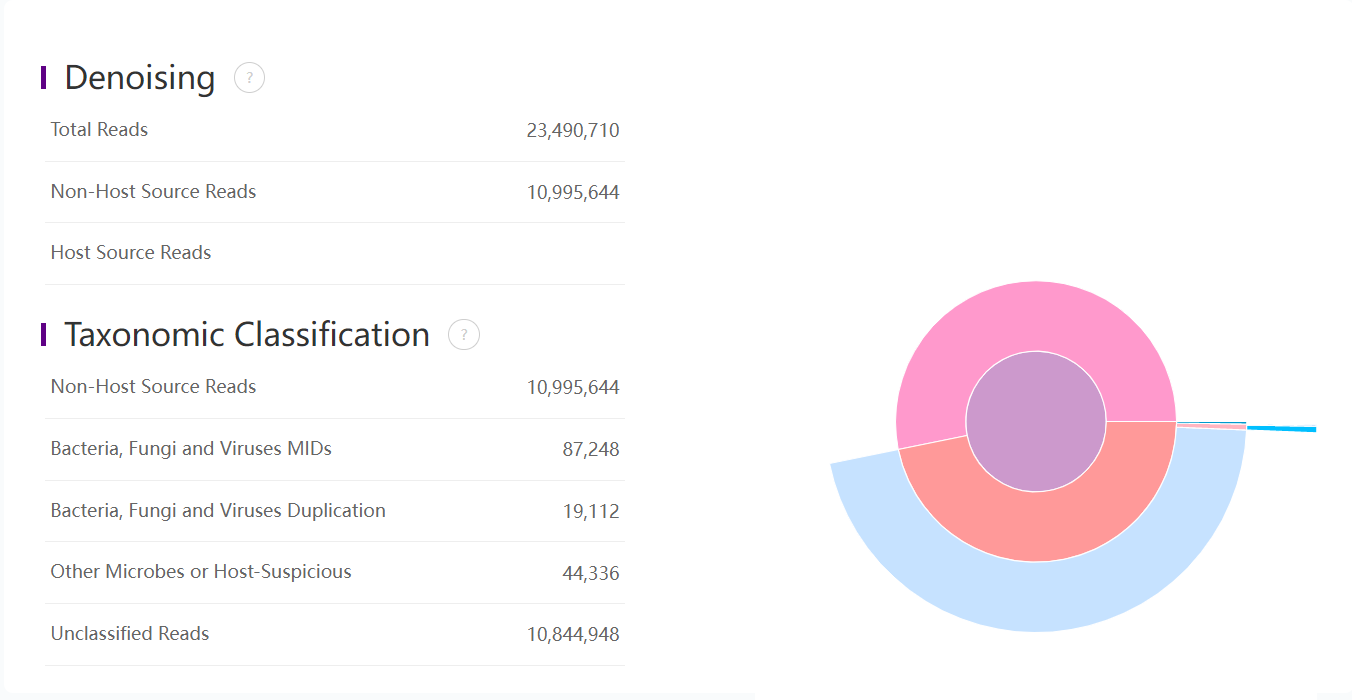 Denoising ?
Total Reads 23,490,710
Non-Host Source Reads 10,995,644
Host Source Reads
Taxonomic Classification ?
Non-Host Source Reads 10,995,644
Bacteria, Fungi and Viruses MIDs 87,248
Bacteria, Fungi and Viruses Duplication 19,112
Other Microbes or Host-Suspicious 44,336
Unclassified Reads 10,844,948